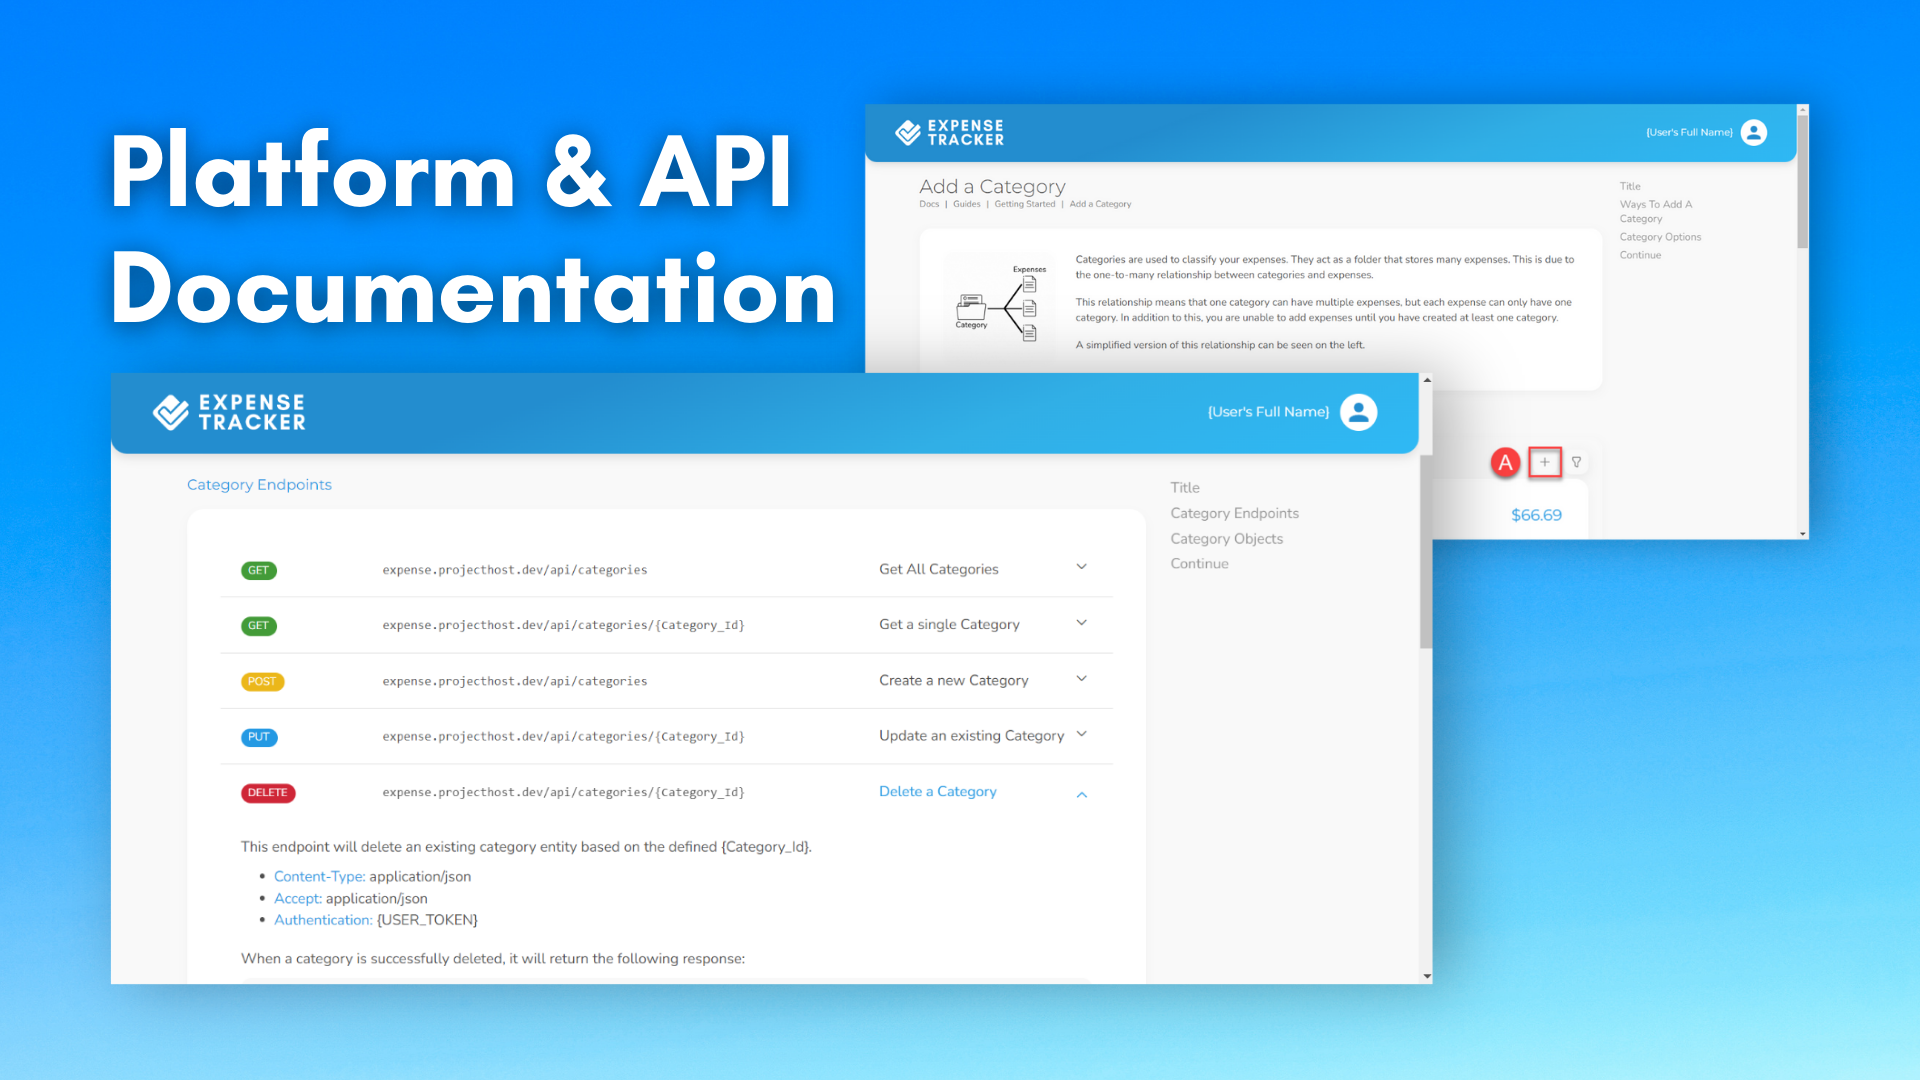 Platform & API
Documentation
EXPENSE
TRACKER
{User's Full Name}
Add a Category
Docs | Guides | Getting Started | Add a Category
Categories are used to classify your expenses. They act as a folder that stores many expenses. This is due to
the one-to-many relationship between categories and expenses.
This relationship means that one category can have multiple expenses, but each expense can only have one
category. In addition to this, you are unable to add expenses until you have created at least one category.
A simplified version of this relationship can be seen on the left.
Expenses
Category
Title
Ways To Add A
Category
Category Options
Continue
A +
$66.69
EXPENSE
TRACKER
{User's Full Name}
Category Endpoints
GET expense.projecthost.dev/api/categories Get All Categories
GET expense.projecthost.dev/api/categories/{Category_Id} Get a single Category
POST expense.projecthost.dev/api/categories Create a new Category
PUT expense.projecthost.dev/api/categories/{Category_Id} Update an existing Category
DELETE expense.projecthost.dev/api/categories/{Category_Id} Delete a Category
This endpoint will delete an existing category entity based on the defined {Category_Id}.
• Content-Type: application/json
• Accept: application/json
• Authentication: {USER_TOKEN}
When a category is successfully deleted, it will return the following response:
Title
Category Endpoints
Category Objects
Continue